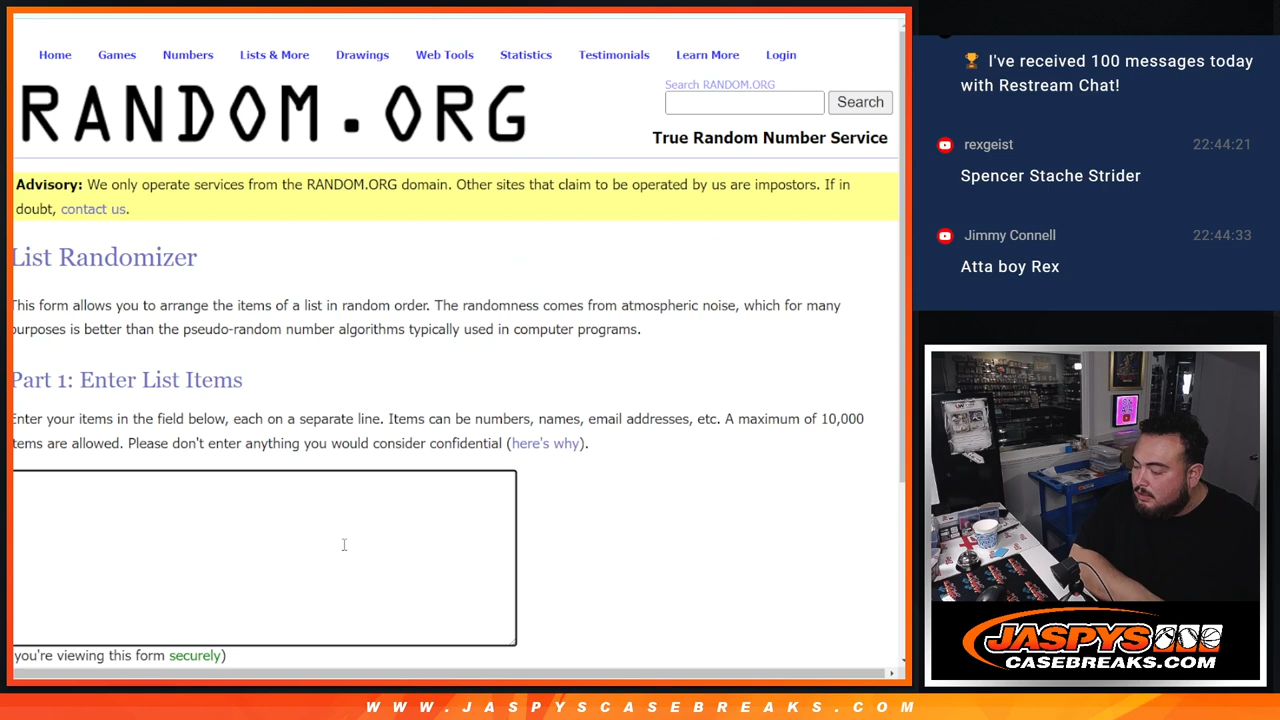 Home Games Numbers Lists & More Drawings Web Tools Statistics Testimonials Learn More Login
RANDOM.ORG
Search RANDOM.ORG
Search
True Random Number Service
Advisory: We only operate services from the RANDOM.ORG domain. Other sites that claim to be operated by us are impostors. If in
doubt, contact us.
List Randomizer
This form allows you to arrange the items of a list in random order. The randomness comes from atmospheric noise, which for many
purposes is better than the pseudo-random number algorithms typically used in computer programs.
Part 1: Enter List Items
Enter your items in the field below, each on a separate line. Items can be numbers, names, email addresses, etc. A maximum of 10,000
items are allowed. Please don't enter anything you would consider confidential (here's why).
you're viewing this form securely)
🏆 I've received 100 messages today
with Restream Chat!
rexgeist 22:44:21
Spencer Stache Strider
Jimmy Connell 22:44:33
Atta boy Rex
JASPYS
CASEBREAKS.COM
WWW.JASPYSCASEBREAKS.COM